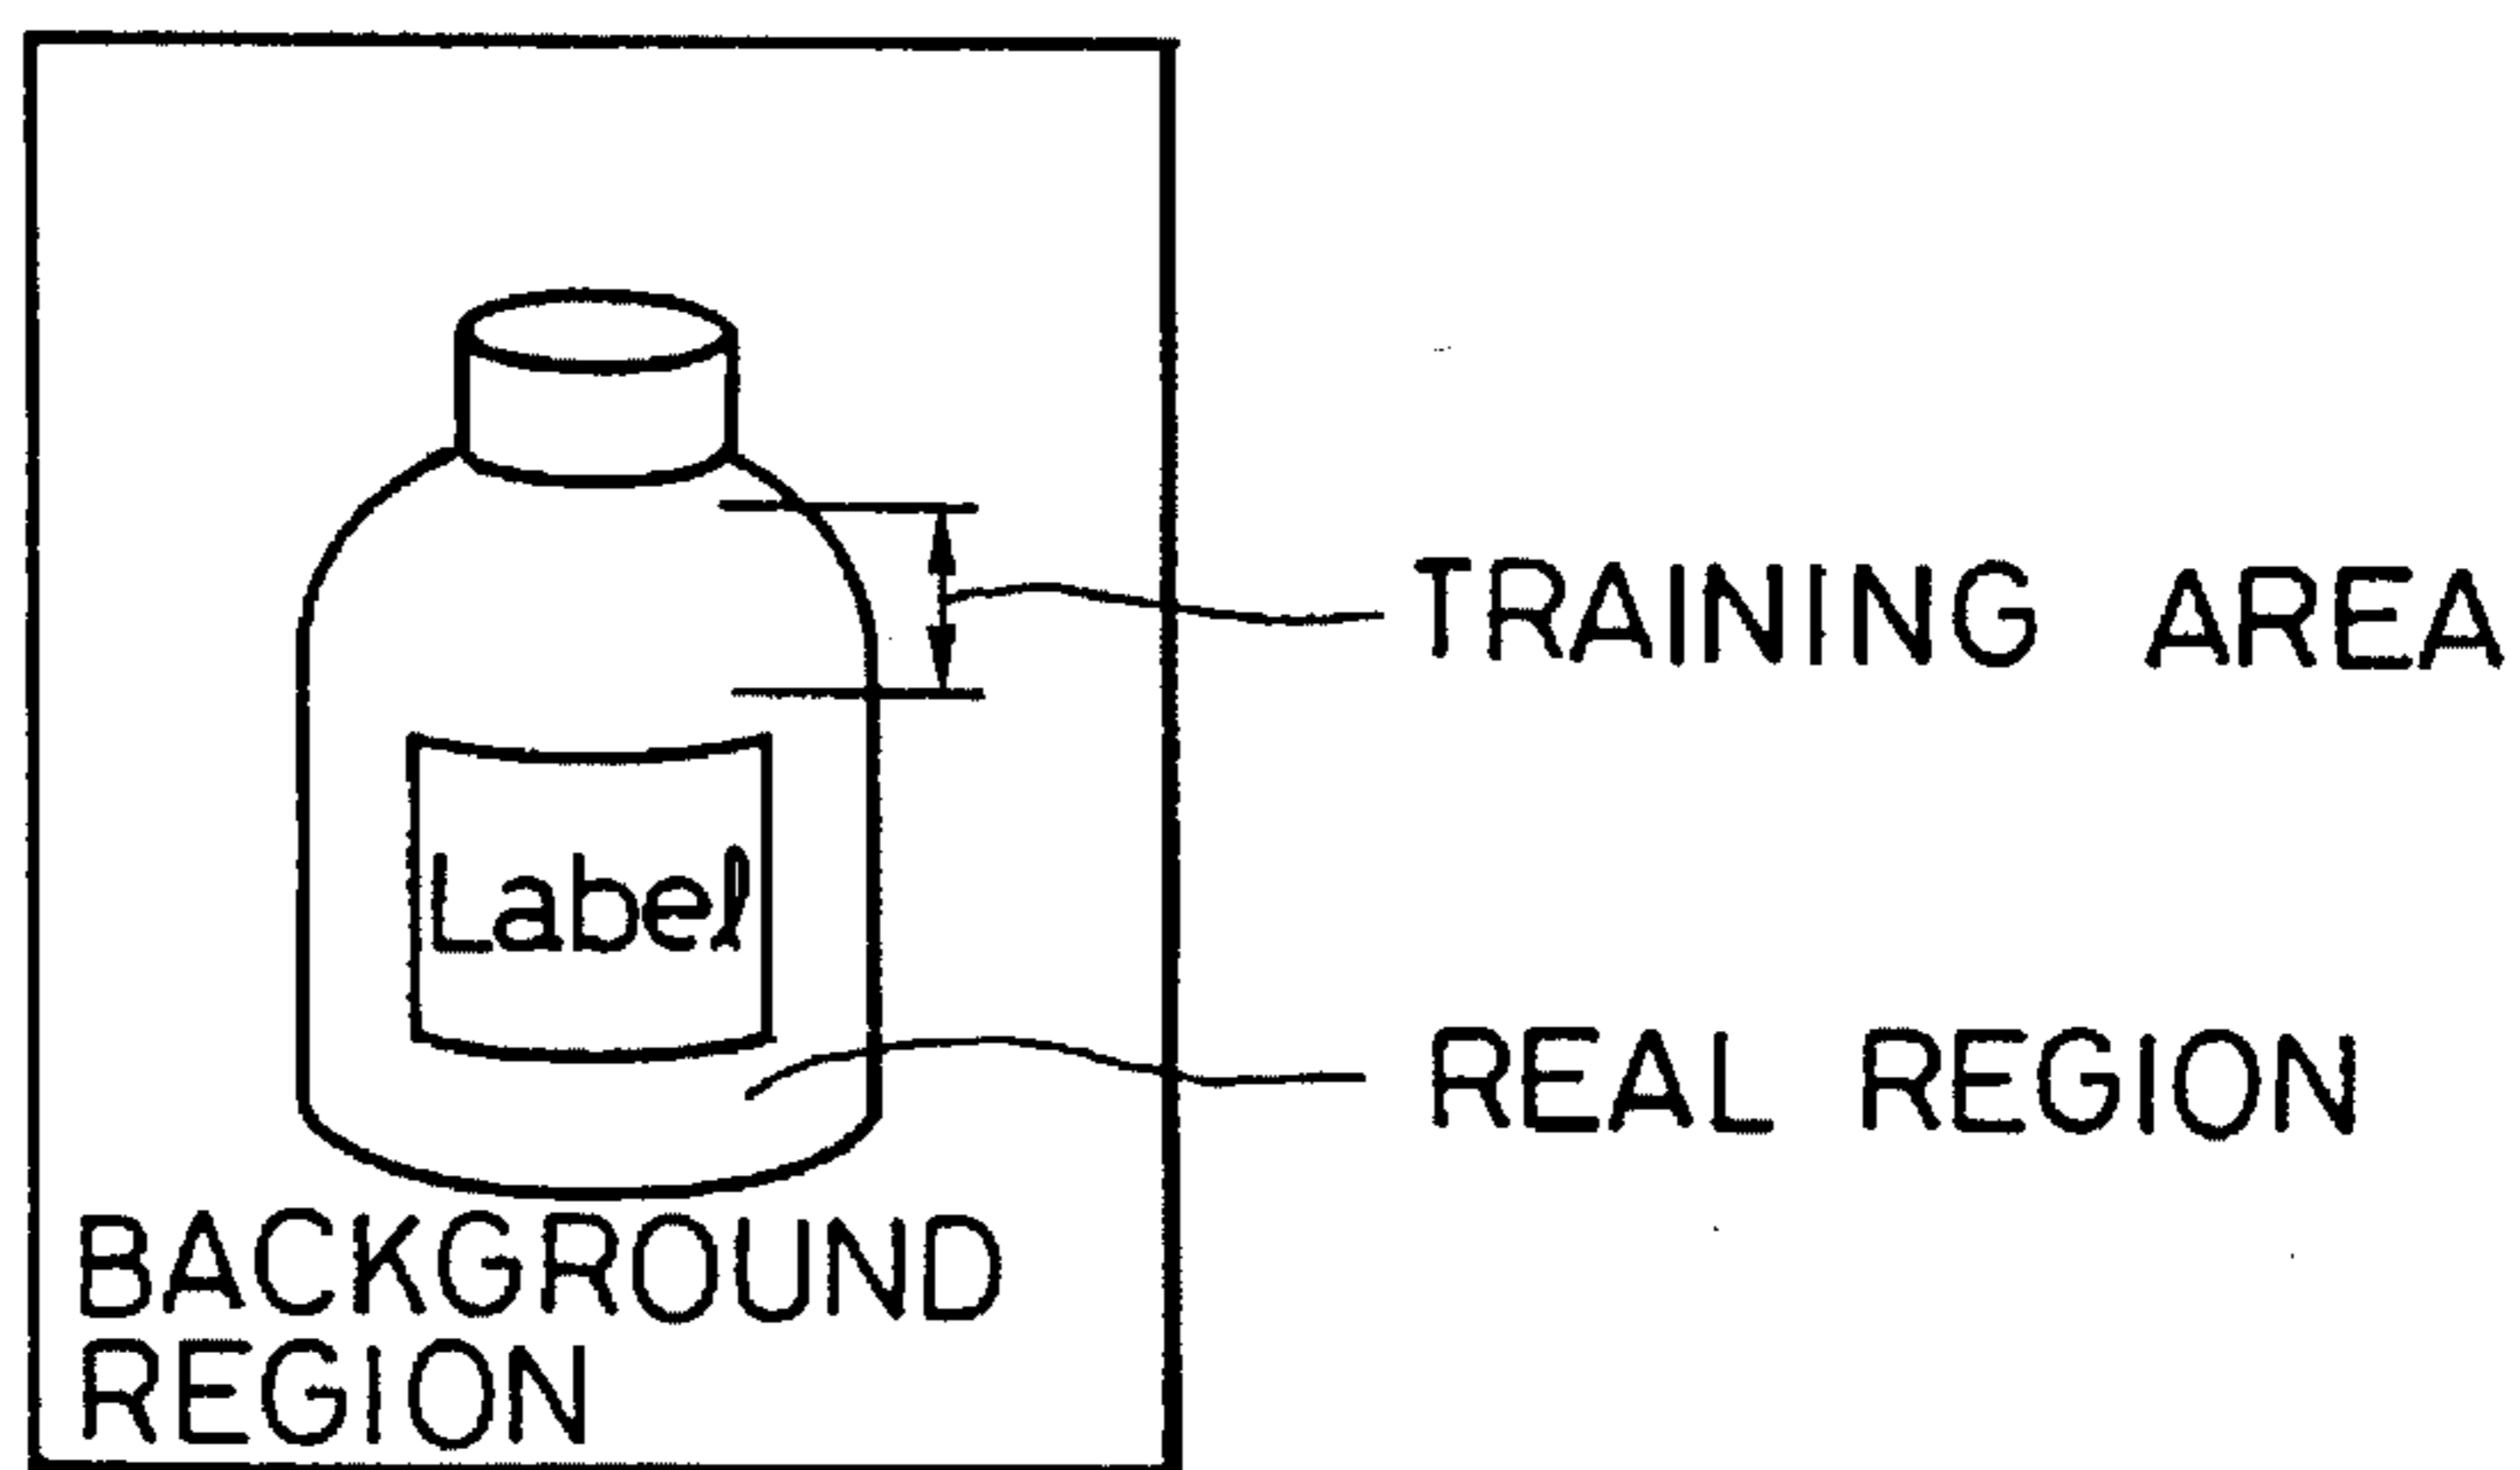 TRAINING AREA
Label
REAL REGION
BACKGROUND
REGION